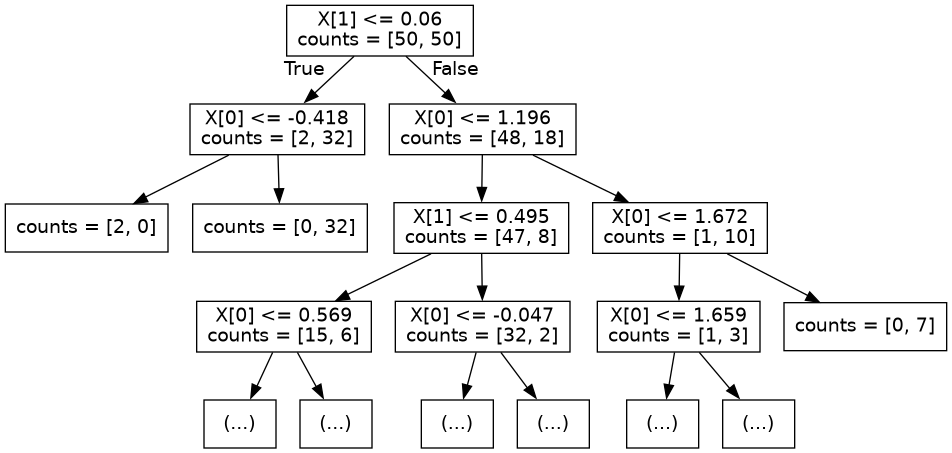 X[1] <= 0.06
counts = [50, 50]
True
False
X[0] <= -0.418
counts = [2, 32]
X[0] <= 1.196
counts = [48, 18]
counts = [2, 0]
counts = [0, 32]
X[1] <= 0.495
counts = [47, 8]
X[0] <= 1.672
counts = [1, 10]
X[0] <= 0.569
counts = [15, 6]
X[0] <= -0.047
counts = [32, 2]
X[0] <= 1.659
counts = [1, 3]
counts = [0, 7]
(...)
(...)
(...)
(...)
(...)
(...)